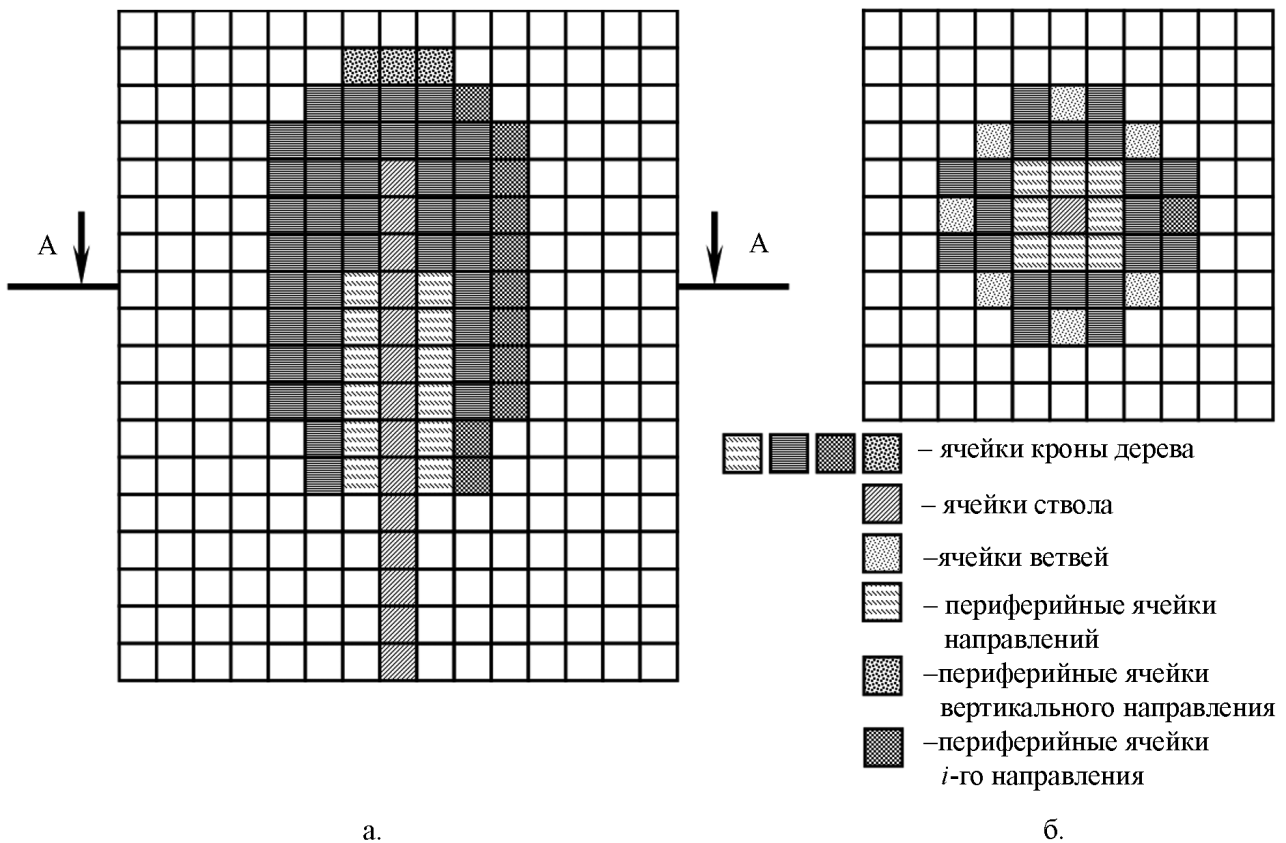 А
А
– ячейки кроны дерева
– ячейки ствола
–ячейки ветвей
– периферийные ячейки
направлений
–периферийные ячейки
вертикального направления
–периферийные ячейки
i-го направления
а.
б.